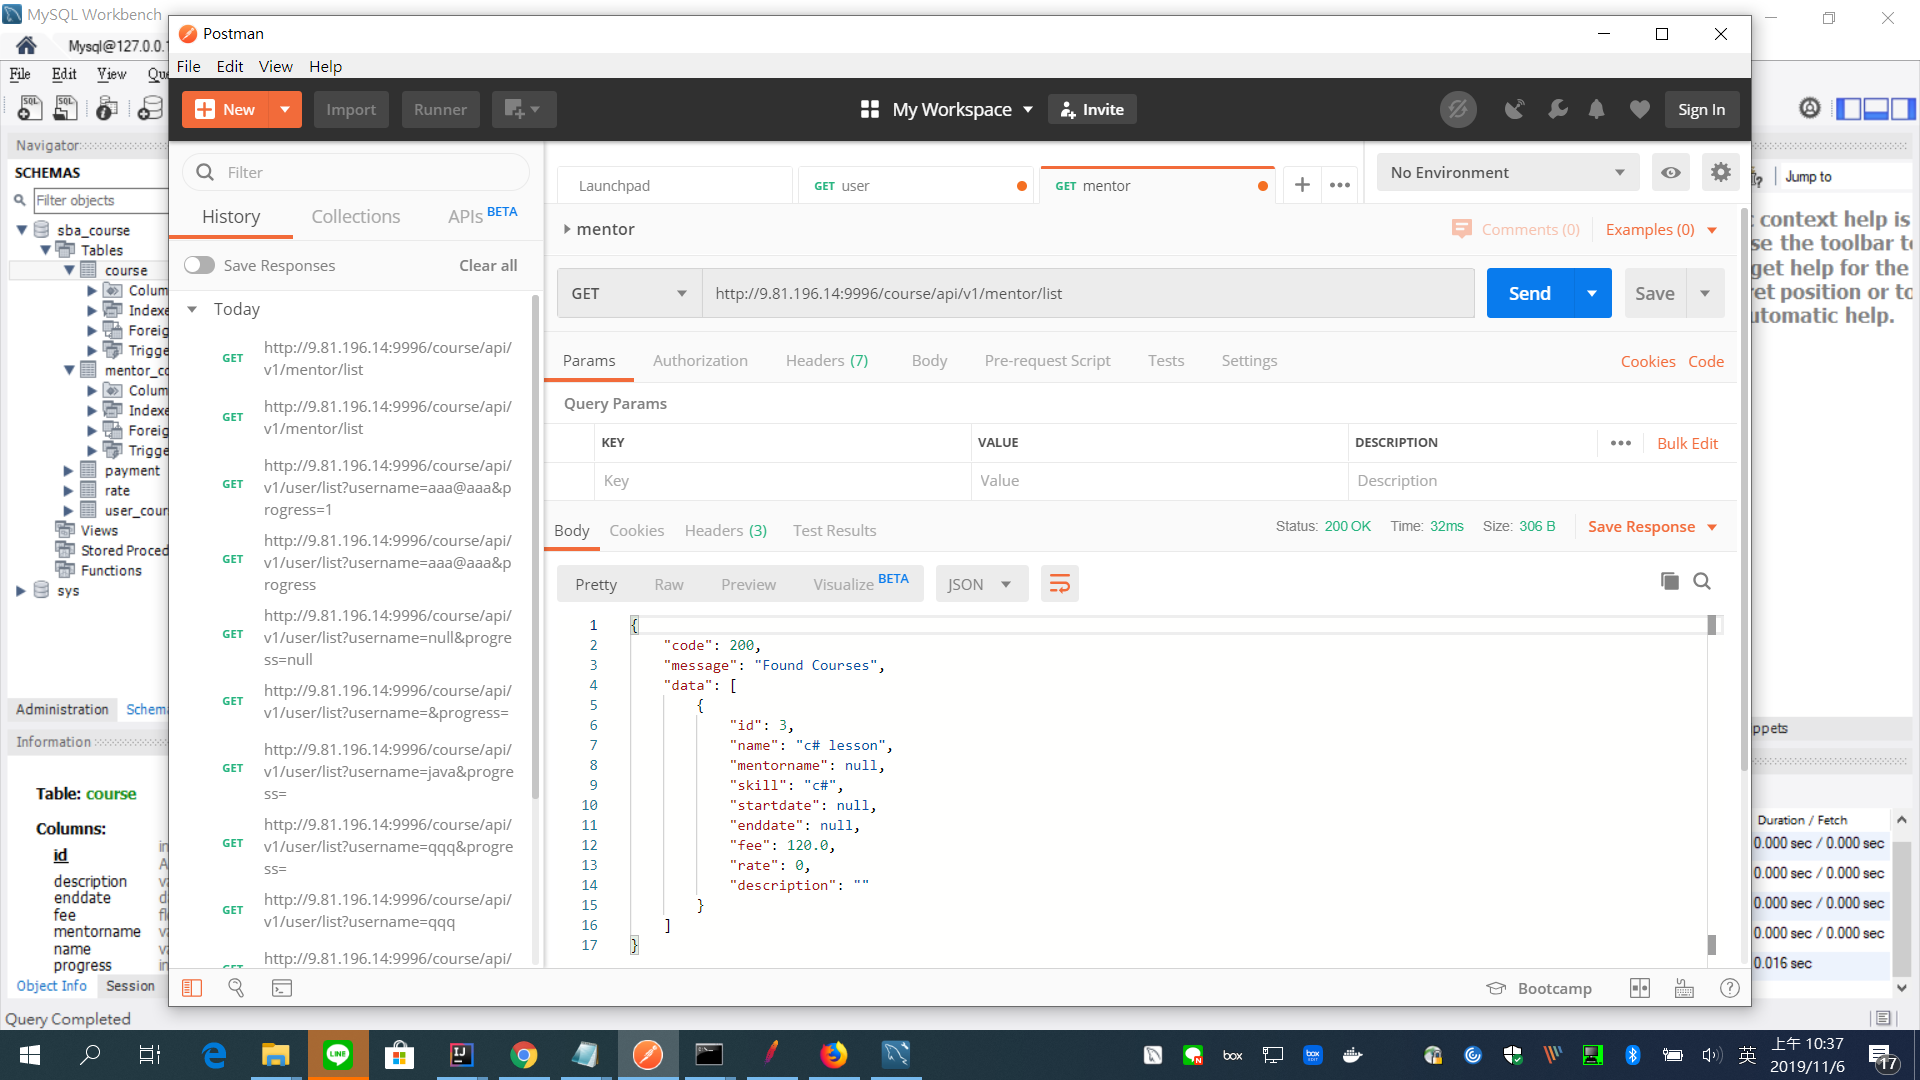 MySQL Workbench
Mysql@127.0.0.1
File Edit View
Navigator
SCHEMAS
Filter objects
sba_course
Tables
course
Colum
Indexe
Foreig
Trigge
mentor_co
Colum
Indexe
Foreig
Trigge
payment
rate
user_cour
Views
Stored Proced
Functions
sys
Administration Schema
Information
Table: course
Columns:
id
description
enddate
fee
mentorname
name
progress
Object Info Session
Query Completed
Postman
File Edit View Help
New Import Runner My Workspace Invite Sign In
Filter
History Collections APIs BETA
Save Responses Clear all
Today
GET http://9.81.196.14:9996/course/api/
v1/mentor/list
GET http://9.81.196.14:9996/course/api/
v1/mentor/list
GET http://9.81.196.14:9996/course/api/
v1/user/list?username=aaa@aaa&p
rogress=1
GET http://9.81.196.14:9996/course/api/
v1/user/list?username=aaa@aaa&p
rogress
GET http://9.81.196.14:9996/course/api/
v1/user/list?username=null&progre
ss=null
GET http://9.81.196.14:9996/course/api/
v1/user/list?username=&progress=
GET http://9.81.196.14:9996/course/api/
v1/user/list?username=java&progre
ss=
GET http://9.81.196.14:9996/course/api/
v1/user/list?username=qqq&progre
ss=
GET http://9.81.196.14:9996/course/api/
v1/user/list?username=qqq
GET http://9.81.196.14:9996/course/api/
Launchpad GET user GET mentor
No Environment
mentor
Comments (0) Examples (0)
GET http://9.81.196.14:9996/course/api/v1/mentor/list Send Save
Params Authorization Headers (7) Body Pre-request Script Tests Settings Cookies Code
Query Params
KEY VALUE DESCRIPTION Bulk Edit
Key Value Description
Body Cookies Headers (3) Test Results Status: 200 OK Time: 32ms Size: 306 B Save Response
Pretty Raw Preview Visualize BETA JSON
1 {
2 "code": 200,
3 "message": "Found Courses",
4 "data": [
5 {
6 "id": 3,
7 "name": "c# lesson",
8 "mentorname": null,
9 "skill": "c#",
10 "startdate": null,
11 "enddate": null,
12 "fee": 120.0,
13 "rate": 0,
14 "description": ""
15 }
16 ]
17 }
Bootcamp
Jump to
context help is
se the toolbar to
get help for the
ret position or to
utomatic help.
ppets
Duration / Fetch
0.000 sec / 0.000 sec
0.000 sec / 0.000 sec
0.000 sec / 0.000 sec
0.000 sec / 0.000 sec
0.016 sec
LINE
IJ
box
box
英
上午 10:37
2019/11/6
17